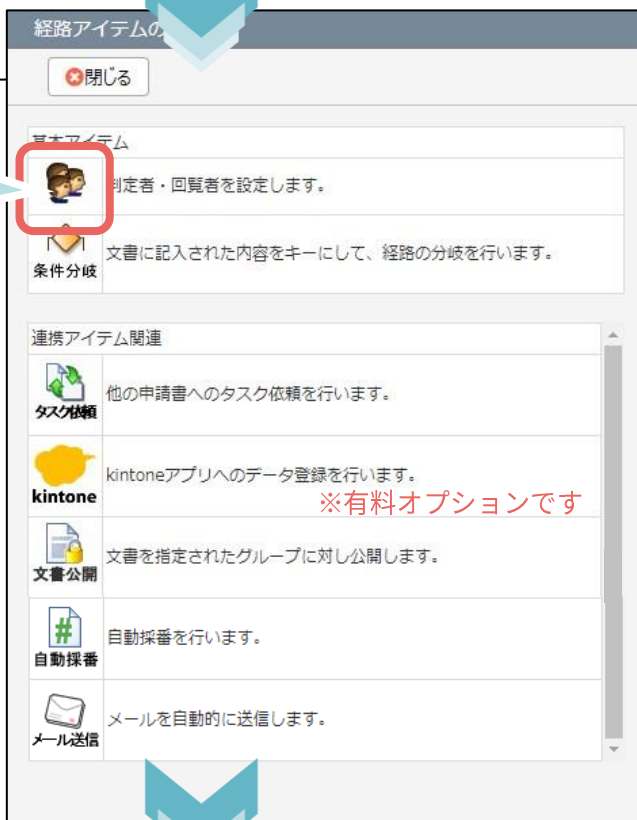 経路アイテムの
閉じる
基本アイテム
判定者・回覧者を設定します。
条件分岐
文書に記入された内容をキーにして、経路の分岐を行います。
連携アイテム関連
タスク依頼
他の申請書へのタスク依頼を行います。
kintone
kintoneアプリへのデータ登録を行います。
※有料オプションです
文書公開
文書を指定されたグループに対し公開します。
#
自動採番
自動採番を行います。
メール送信
メールを自動的に送信します。